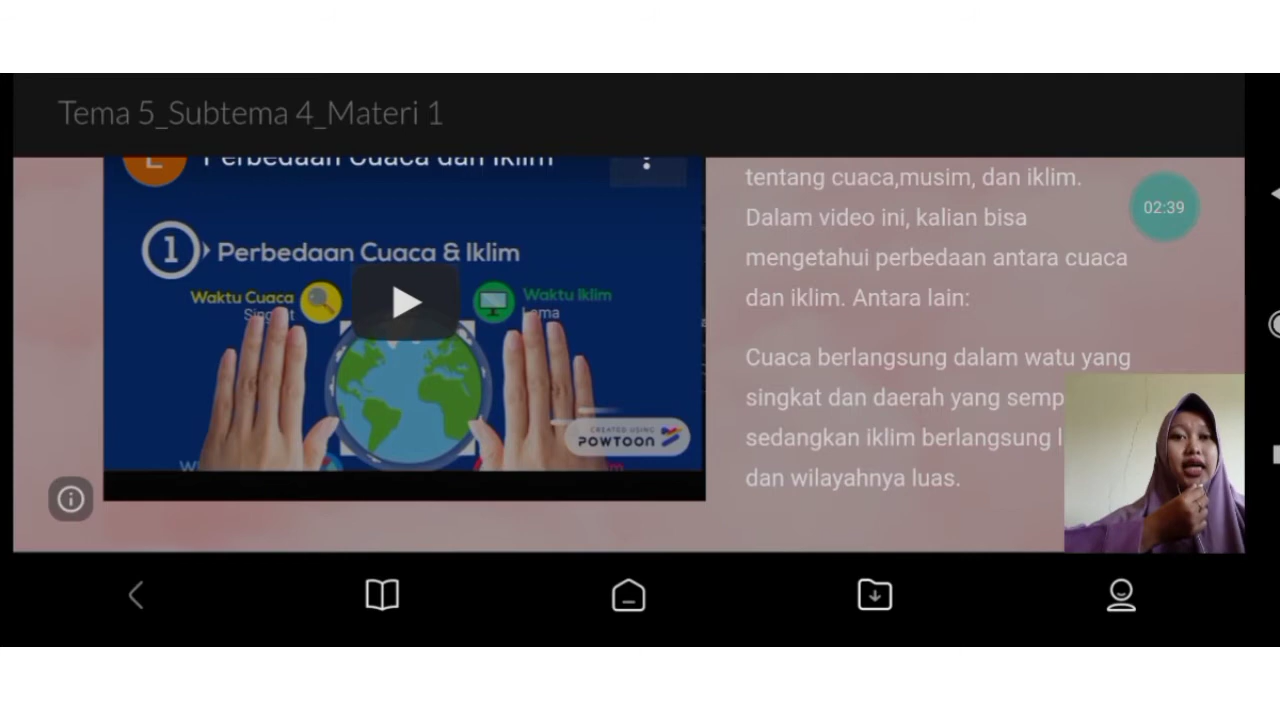 Tema 5_Subtema 4_Materi 1
Perbedaan Cuaca dan Iklim
1
Perbedaan Cuaca & Iklim
Waktu Cuaca
Waktu Iklim
Lama
CREATED USING
POWTOON
tentang cuaca,musim, dan iklim.
Dalam video ini, kalian bisa
mengetahui perbedaan antara cuaca
dan iklim. Antara lain:
Cuaca berlangsung dalam watu yang
singkat dan daerah yang semp
sedangkan iklim berlangsung l
dan wilayahnya luas.
02:39